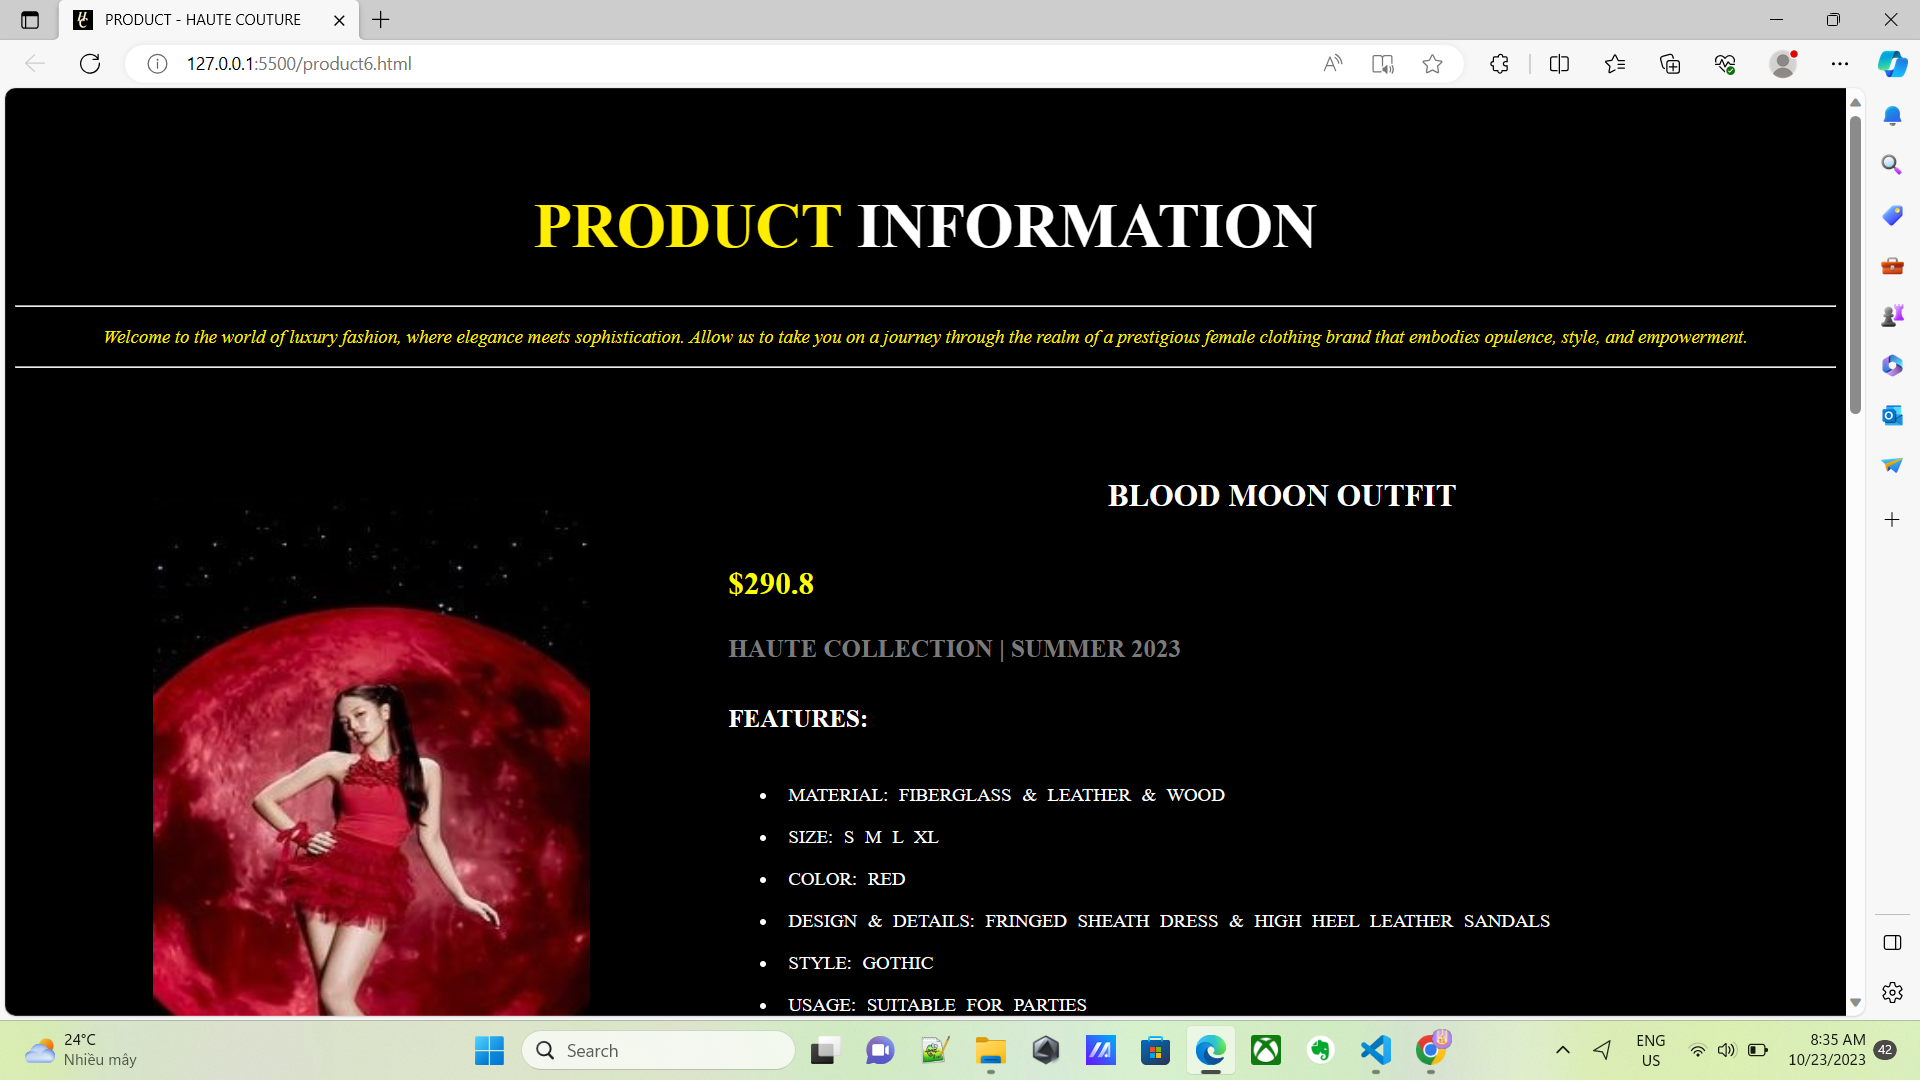 PRODUCT - HAUTE COUTURE
127.0.0.1:5500/product6.html
PRODUCT INFORMATION
Welcome to the world of luxury fashion, where elegance meets sophistication. Allow us to take you on a journey through the realm of a prestigious female clothing brand that embodies opulence, style, and empowerment.
BLOOD MOON OUTFIT
$290.8
HAUTE COLLECTION | SUMMER 2023
FEATURES:
• MATERIAL: FIBERGLASS & LEATHER & WOOD
• SIZE: S M L XL
• COLOR: RED
• DESIGN & DETAILS: FRINGED SHEATH DRESS & HIGH HEEL LEATHER SANDALS
• STYLE: GOTHIC
• USAGE: SUITABLE FOR PARTIES
24°C
Nhiều mây
Search
ENG
US
8:35 AM
10/23/2023
42